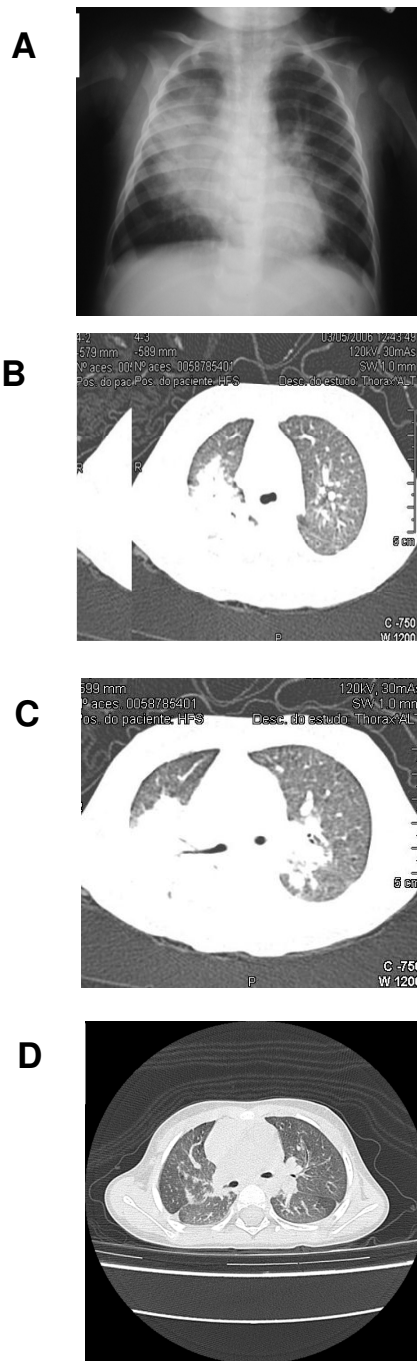 A
B
4-2
4-3
03/05/2006 12:43:49
-579 mm
-589 mm
120kV, 30mAs
Nº aces. 0058785401
SW 1.0 mm
Pos. do paciente: HFS
Desc. do estudo: Thorax^ALT
R
R
5 cm
C -750
P
W 1200
C
599 mm
120kV, 30mAs
Nº aces. 0058785401
SW 1.0 mm
Pos. do paciente: HFS
Desc. do estudo: Thorax^ALT
5 cm
C -750
P
W 1200
D